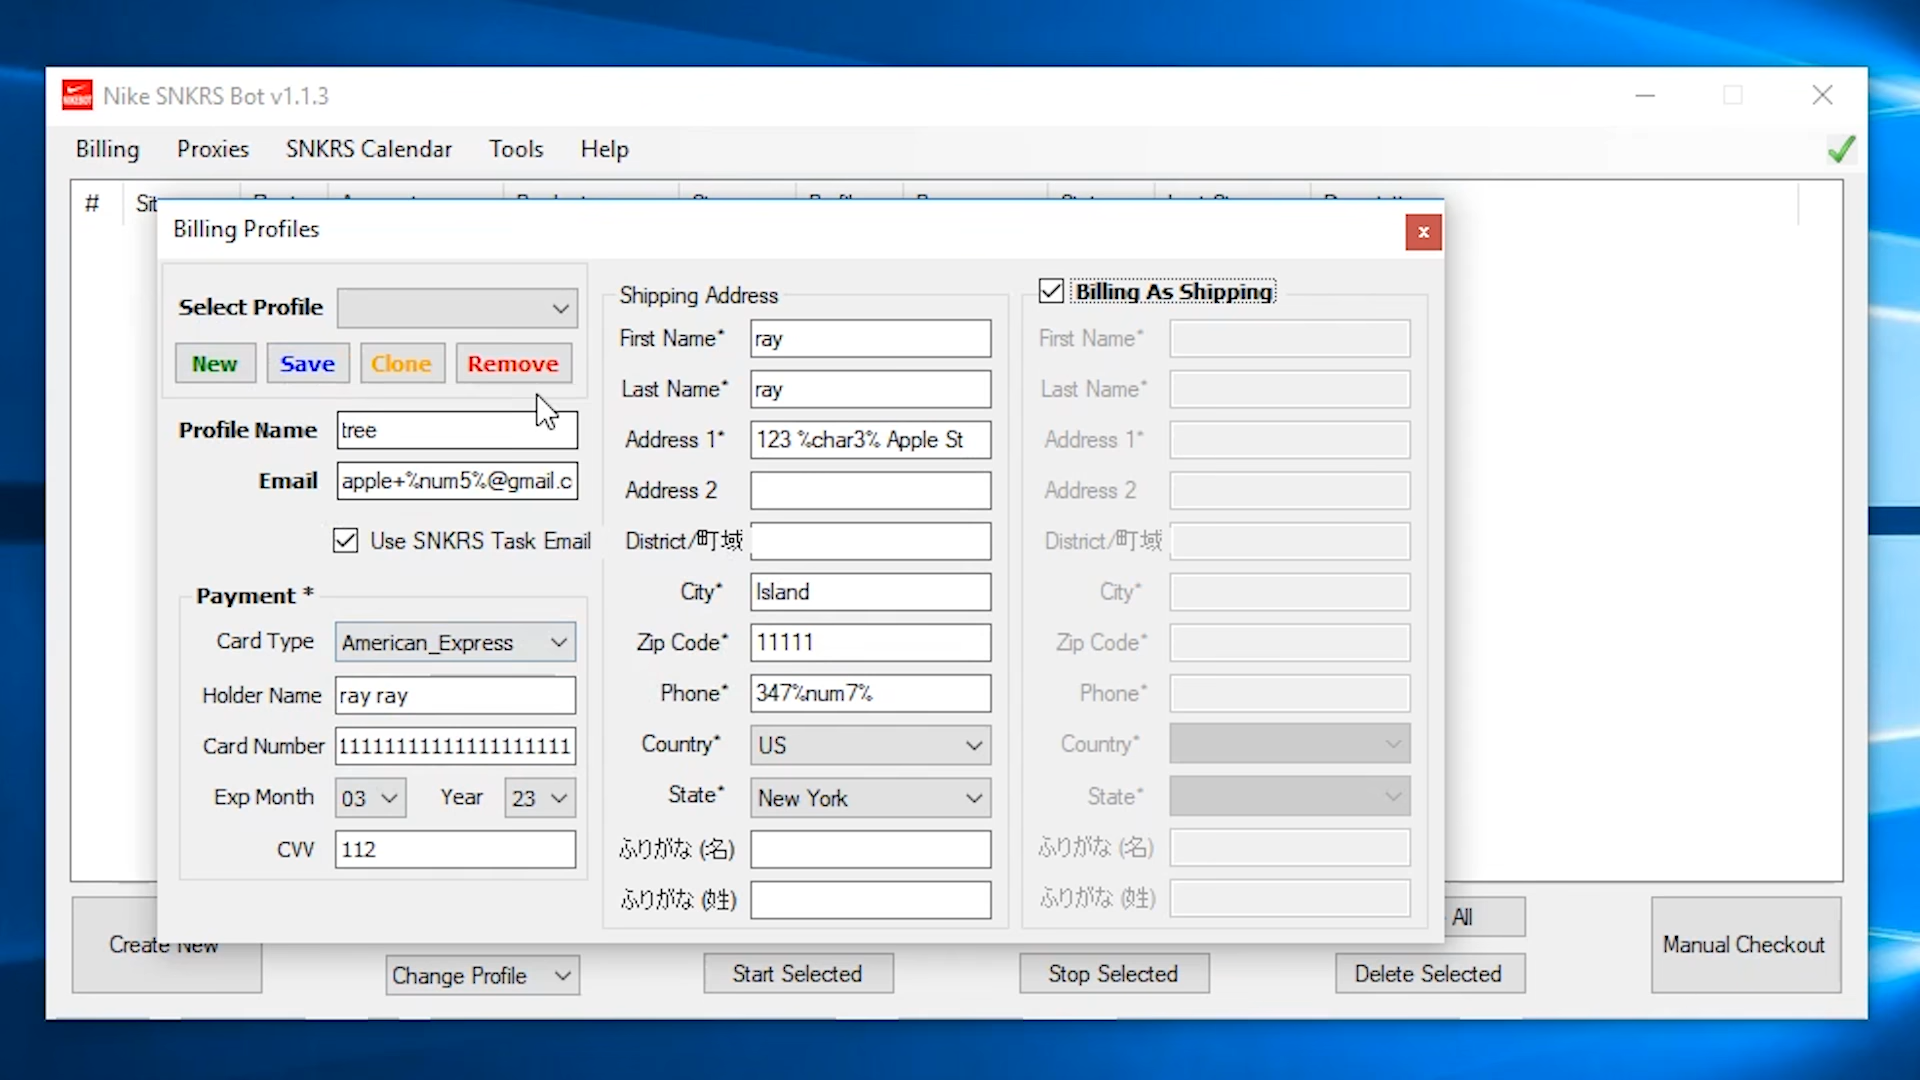 Nike SNKRS Bot v1.1.3
Billing Proxies SNKRS Calendar Tools Help
#
Billing Profiles
x
Select Profile
New Save Clone Remove
Profile Name tree
Email apple+%num5%@gmail.c
Use SNKRS Task Email
Payment *
Card Type American_Express
Holder Name ray ray
Card Number 111111111111111111111
Exp Month 03 Year 23
CVV 112
Shipping Address
First Name* ray
Last Name* ray
Address 1* 123 %char3% Apple St
Address 2
District/町域
City* Island
Zip Code* 11111
Phone* 347%num7%
Country* US
State* New York
ふりがな (名)
ふりがな (姓)
Billing As Shipping
First Name*
Last Name*
Address 1*
Address 2
District/町域
City*
Zip Code*
Phone*
Country*
State*
ふりがな (名)
ふりがな (姓)
Create New
All
Manual Checkout
Change Profile Start Selected Stop Selected Delete Selected